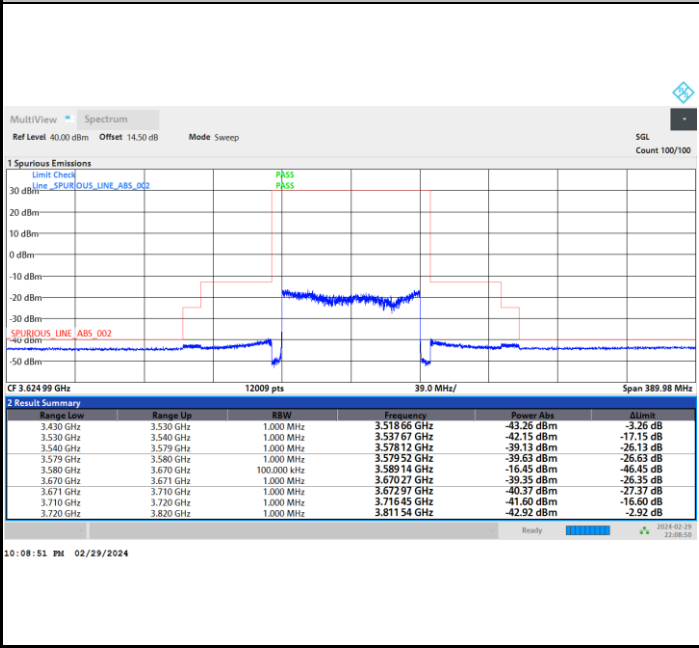 MultiView Spectrum
Ref Level 40.00 dBm Offset 14.50 dB Mode Sweep SGL
Count 100/100
1 Spurious Emissions
Limit Check PASS
Line _SPURIOUS_LINE_ABS_002 PASS
30 dBm
20 dBm
10 dBm
0 dBm
-10 dBm
-20 dBm
-30 dBm
_SPURIOUS_LINE_ABS_002
-40 dBm
-50 dBm
CF 3.624 99 GHz 12009 pts 39.0 MHz/ Span 389.98 MHz
2 Result Summary
Range Low Range Up RBW Frequency Power Abs ΔLimit
3.430 GHz 3.530 GHz 1.000 MHz 3.518 66 GHz -43.26 dBm -3.26 dB
3.530 GHz 3.540 GHz 1.000 MHz 3.537 67 GHz -42.15 dBm -17.15 dB
3.540 GHz 3.579 GHz 1.000 MHz 3.578 12 GHz -39.13 dBm -26.13 dB
3.579 GHz 3.580 GHz 1.000 MHz 3.579 52 GHz -39.63 dBm -26.63 dB
3.580 GHz 3.670 GHz 100.000 kHz 3.589 14 GHz -16.45 dBm -46.45 dB
3.670 GHz 3.671 GHz 1.000 MHz 3.670 27 GHz -39.35 dBm -26.35 dB
3.671 GHz 3.710 GHz 1.000 MHz 3.672 97 GHz -40.37 dBm -27.37 dB
3.710 GHz 3.720 GHz 1.000 MHz 3.716 45 GHz -41.60 dBm -16.60 dB
3.720 GHz 3.820 GHz 1.000 MHz 3.811 54 GHz -42.92 dBm -2.92 dB
Ready 2024-02-29
22:08:50
10:08:51 PM 02/29/2024